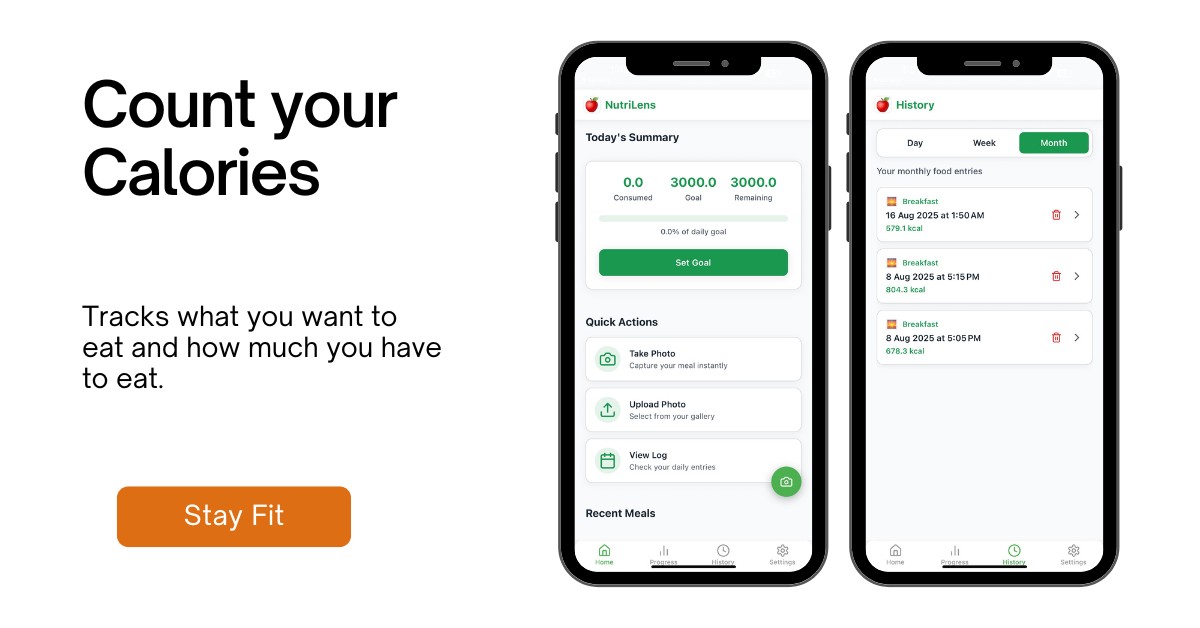 Count your
Calories
Tracks what you want to
eat and how much you have
to eat.
Stay Fit
NutriLens
Today's Summary
0.0 3000.0 3000.0
Consumed Goal Remaining
0.0% of daily goal
Set Goal
Quick Actions
Take Photo
Capture your meal instantly
Upload Photo
Select from your gallery
View Log
Check your daily entries
Recent Meals
Home Progress History Settings
History
Day Week Month
Your monthly food entries
Breakfast
16 Aug 2025 at 1:50 AM
579.1 kcal
Breakfast
8 Aug 2025 at 5:15 PM
804.3 kcal
Breakfast
8 Aug 2025 at 5:05 PM
678.3 kcal
Home Progress History Settings